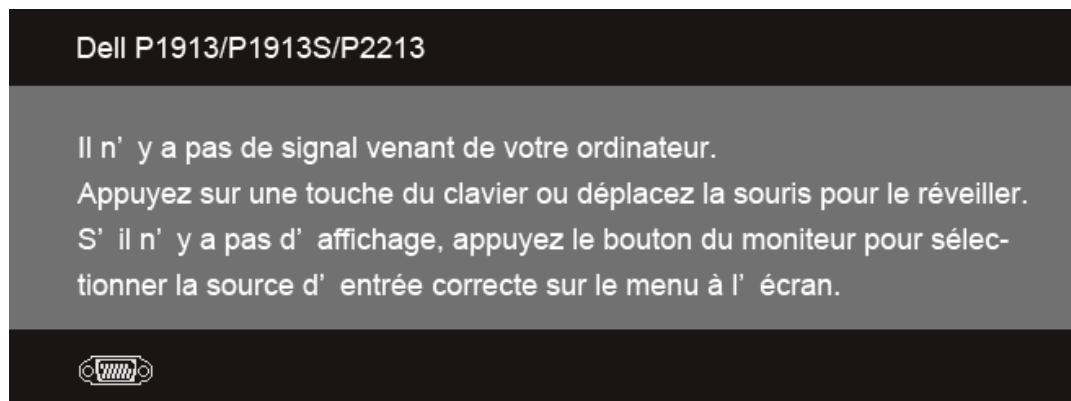 Dell P1913/P1913S/P2213
Il n' y a pas de signal venant de votre ordinateur.
Appuyez sur une touche du clavier ou déplacez la souris pour le réveiller.
S' il n' y a pas d' affichage, appuyez le bouton du moniteur pour sélec-
tionner la source d' entrée correcte sur le menu à l' écran.